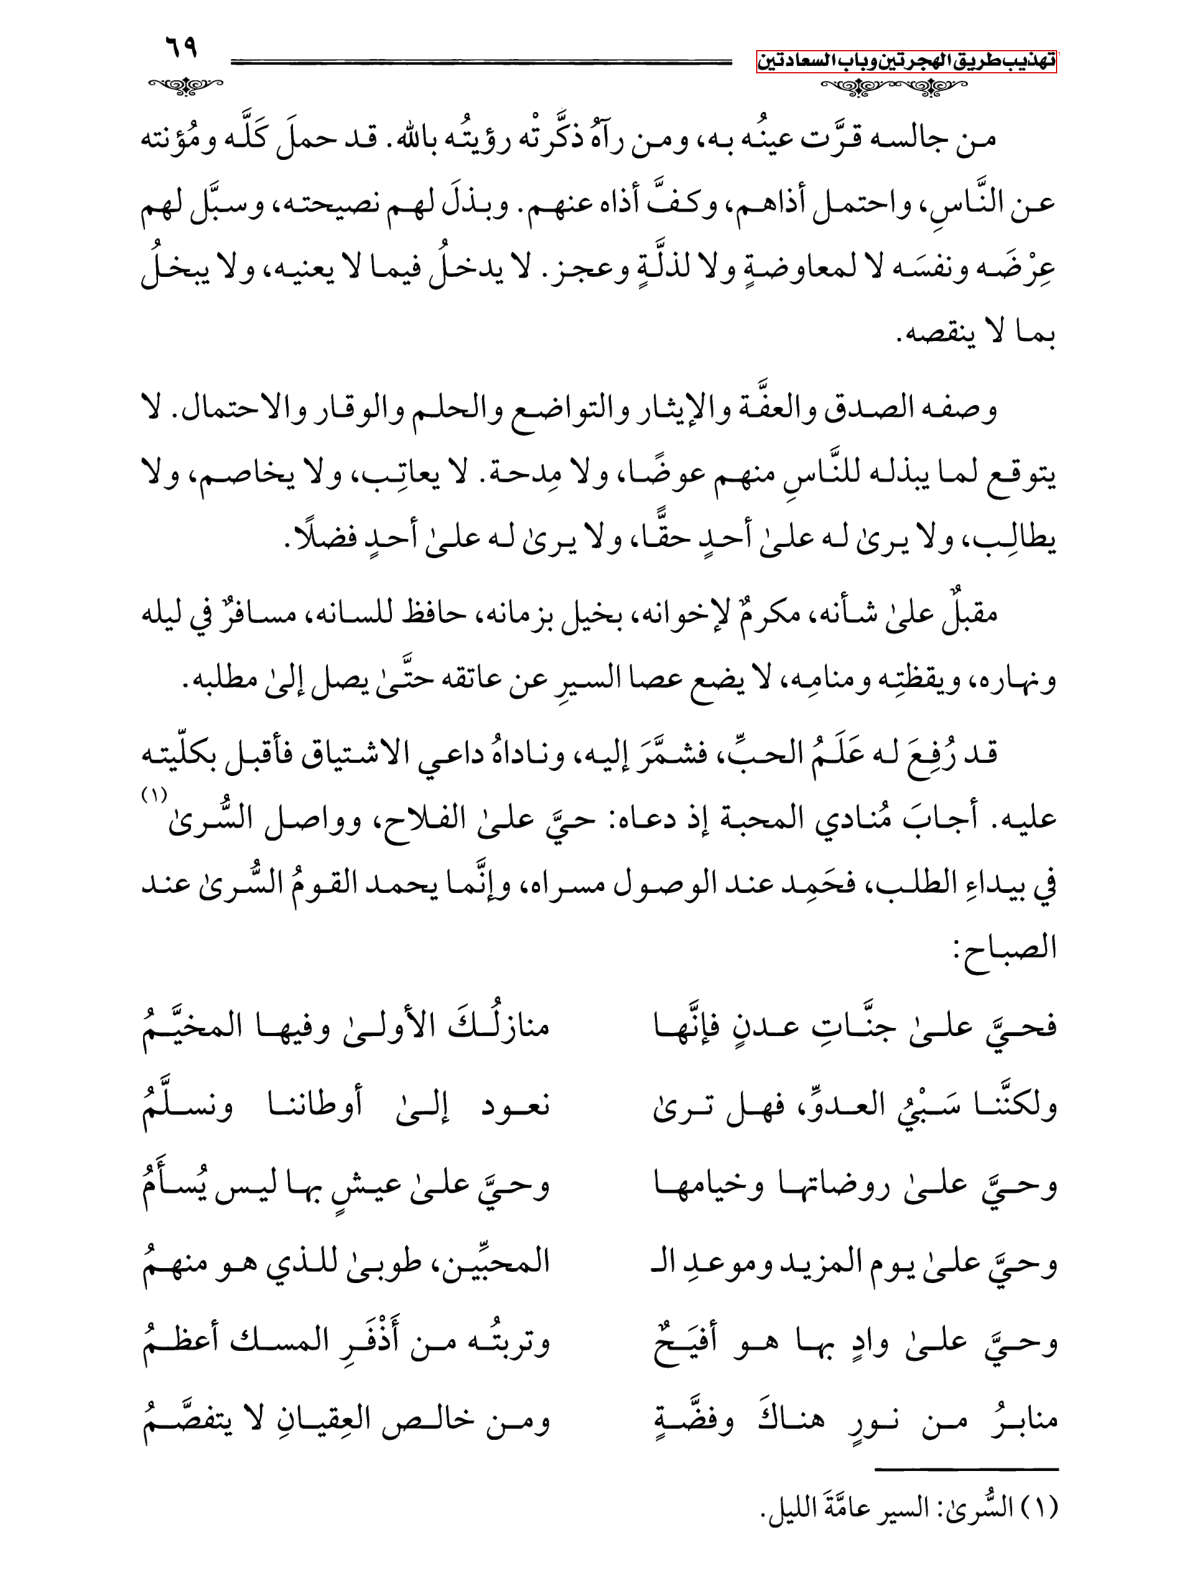 تهذيب طريق الهجرتين وباب السعادتين
٦٩
من جالسه قرَّت عينُه به، ومن رآهُ ذكَّرتْه رؤيتُه بالله. قد حملَ كَلَّه ومُؤنته
عن النَّاسِ، واحتمل أذاهم، وكفَّ أذاه عنهم. وبذلَ لهم نصيحته، وسبَّل لهم
عِرْضَه ونفسَه لا لمعاوضةٍ ولا لذلَّةٍ وعجز. لا يدخلُ فيما لا يعنيه، ولا يبخلُ
بما لا ينقصه.
وصفه الصدق والعفَّة والإيثار والتواضع والحلم والوقار والاحتمال. لا
يتوقع لما يبذله للنَّاسِ منهم عوضًا، ولا مِدحة. لا يعاتِب، ولا يخاصم، ولا
يطالِب، ولا يرىٰ له علىٰ أحدٍ حقًّا، ولا يرىٰ له علىٰ أحدٍ فضلًا.
مقبلٌ علىٰ شأنه، مكرمٌ لإخوانه، بخيل بزمانه، حافظ للسانه، مسافرٌ في ليله
ونهاره، ويقظتِه ومنامِه، لا يضع عصا السيرِ عن عاتقه حتَّىٰ يصل إلىٰ مطلبه.
قد رُفِعَ له عَلَمُ الحبِّ، فشمَّرَ إليه، وناداهُ داعي الاشتياق فأقبل بكلّيته
عليه. أجابَ مُنادي المحبة إذ دعاه: حيَّ علىٰ الفلاح، وواصل السُّرىٰ(١)
في بيداءِ الطلب، فحَمِد عند الوصول مسراه، وإنَّما يحمد القومُ السُّرىٰ عند
الصباح:
فحيَّ علىٰ جنَّاتِ عدنٍ فإنَّها منازلُكَ الأولىٰ وفيها المخيَّمُ
ولكنَّنا سَبْيُ العدوِّ، فهل ترىٰ نعود إلىٰ أوطاننا ونسلَّمُ
وحيَّ علىٰ روضاتها وخيامها وحيَّ علىٰ عيشٍ بها ليس يُسأَمُ
وحيَّ علىٰ يوم المزيد وموعدِ الـ المحبِّين، طوبىٰ للذي هو منهمُ
وحيَّ علىٰ وادٍ بها هو أفيَحٌ وتربتُه من أَذْفَرِ المسك أعظمُ
منابرُ من نورٍ هناكَ وفضَّةٍ ومن خالص العِقيانِ لا يتفصَّمُ
(١) السُّرىٰ: السير عامَّةَ الليل.